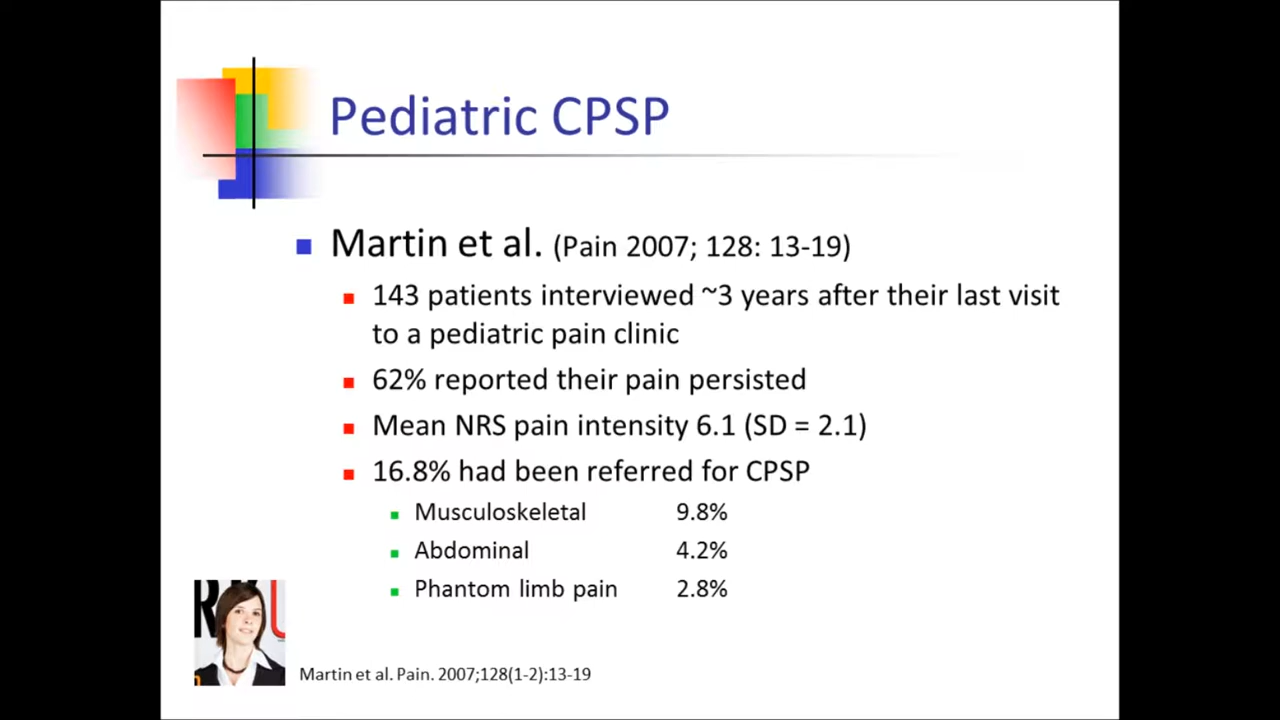 Pediatric CPSP
Martin et al. (Pain 2007; 128: 13-19)
143 patients interviewed ~3 years after their last visit
to a pediatric pain clinic
62% reported their pain persisted
Mean NRS pain intensity 6.1 (SD = 2.1)
16.8% had been referred for CPSP
Musculoskeletal 9.8%
Abdominal 4.2%
Phantom limb pain 2.8%
Martin et al. Pain. 2007;128(1-2):13-19